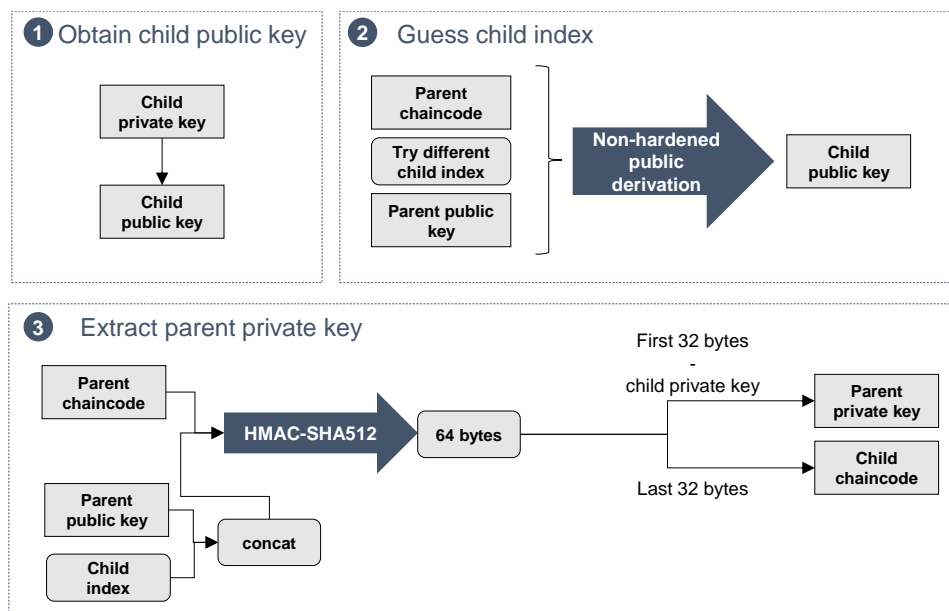 1 Obtain child public key
Child
private key
Child
public key
2 Guess child index
Parent
chaincode
Try different
child index
Parent public
key
Non-hardened
public
derivation
Child
public key
3 Extract parent private key
Parent
chaincode
Parent
public key
Child
index
concat
HMAC-SHA512
64 bytes
First 32 bytes
-
child private key
Last 32 bytes
Parent
private key
Child
chaincode